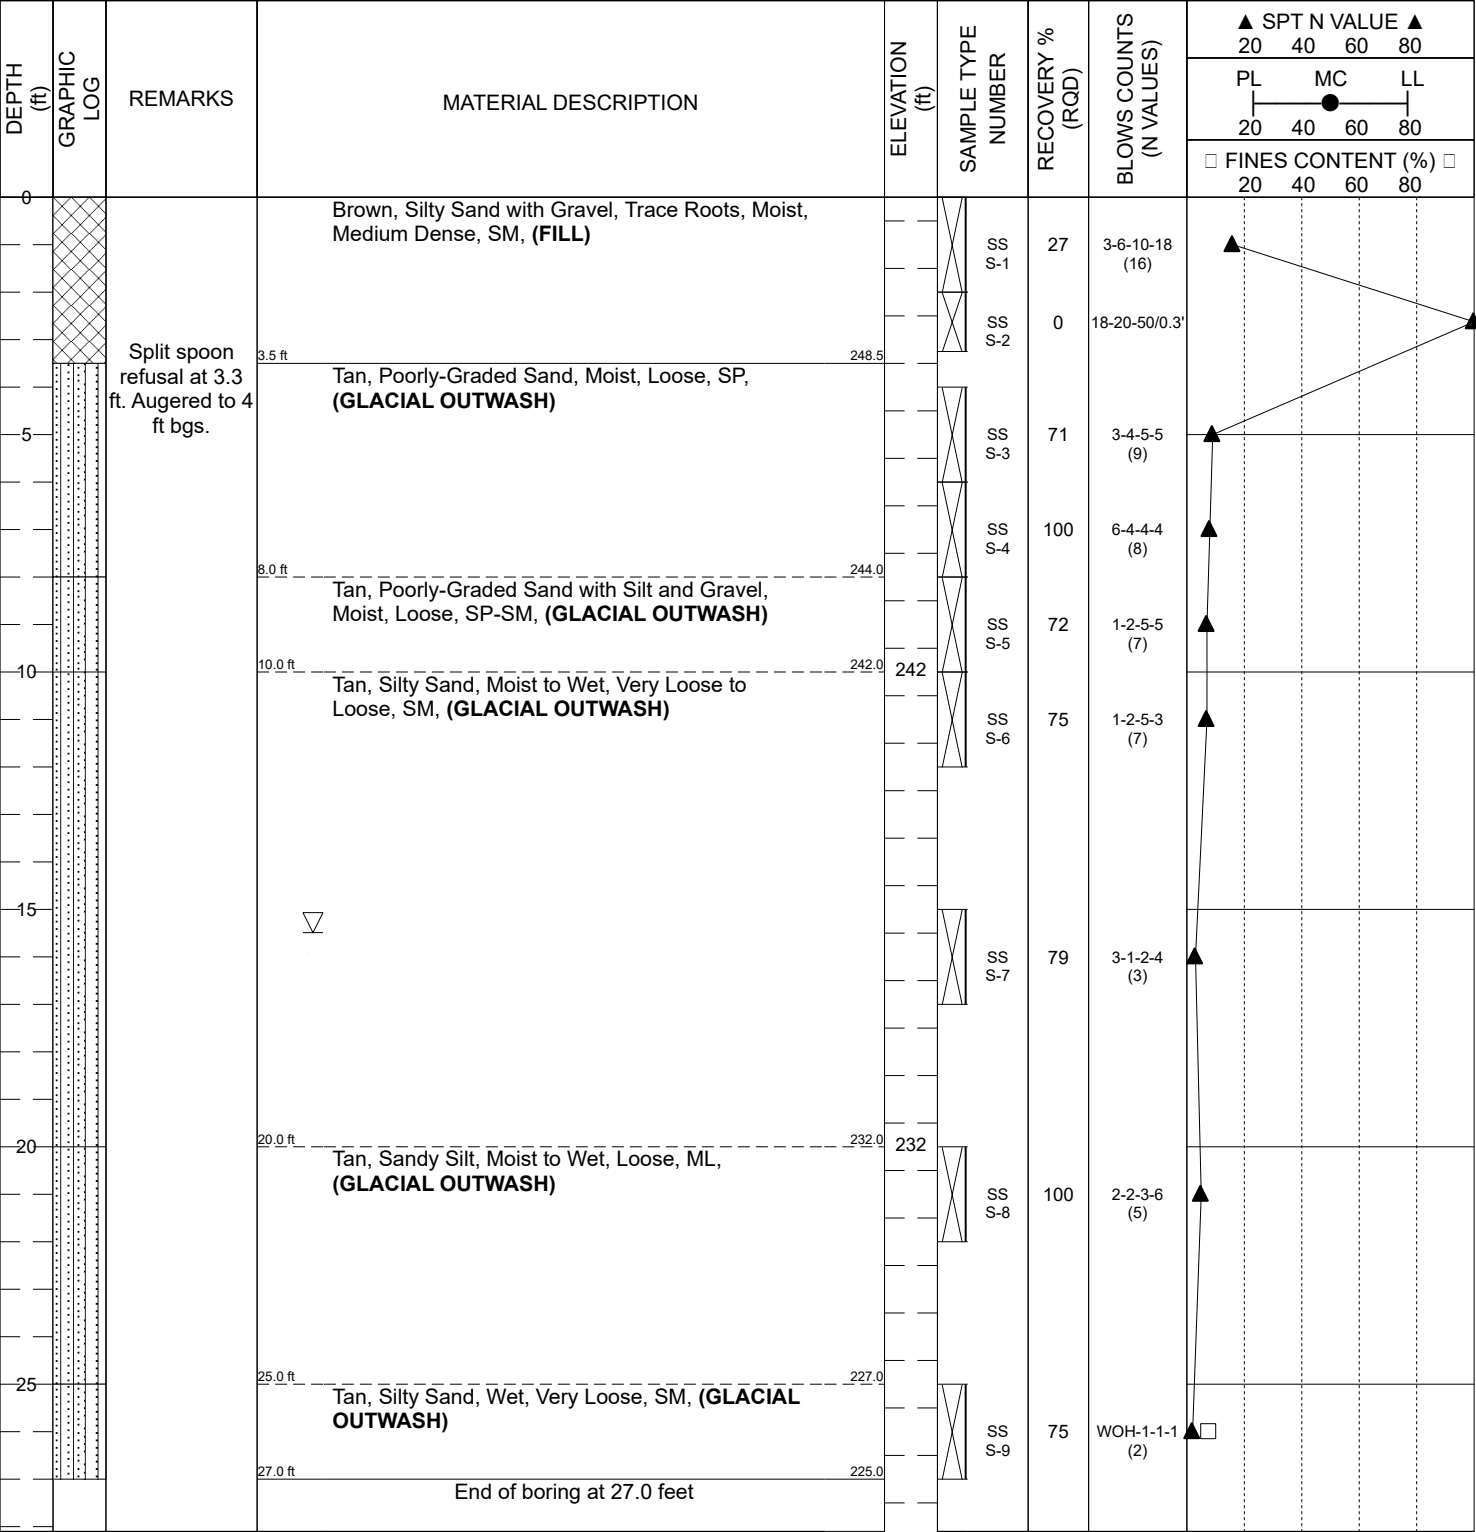 DEPTH
(ft)
GRAPHIC
LOG
REMARKS
MATERIAL DESCRIPTION
ELEVATION
(ft)
SAMPLE TYPE
NUMBER
RECOVERY %
(RQD)
BLOWS COUNTS
(N VALUES)
▲ SPT N VALUE ▲
20 40 60 80
PL MC LL
20 40 60 80
□ FINES CONTENT (%) □
20 40 60 80
0
Brown, Silty Sand with Gravel, Trace Roots, Moist,
Medium Dense, SM, (FILL)
SS
S-1
27
3-6-10-18
(16)
SS
S-2
0
18-20-50/0.3'
Split spoon
refusal at 3.3
ft. Augered to 4
ft bgs.
3.5 ft
248.5
Tan, Poorly-Graded Sand, Moist, Loose, SP,
(GLACIAL OUTWASH)
5
SS
S-3
71
3-4-5-5
(9)
SS
S-4
100
6-4-4-4
(8)
8.0 ft
244.0
Tan, Poorly-Graded Sand with Silt and Gravel,
Moist, Loose, SP-SM, (GLACIAL OUTWASH)
SS
S-5
72
1-2-5-5
(7)
10
10.0 ft
242.0
242
Tan, Silty Sand, Moist to Wet, Very Loose to
Loose, SM, (GLACIAL OUTWASH)
SS
S-6
75
1-2-5-3
(7)
15
SS
S-7
79
3-1-2-4
(3)
20
20.0 ft
232.0
232
Tan, Sandy Silt, Moist to Wet, Loose, ML,
(GLACIAL OUTWASH)
SS
S-8
100
2-2-3-6
(5)
25
25.0 ft
227.0
Tan, Silty Sand, Wet, Very Loose, SM, (GLACIAL
OUTWASH)
SS
S-9
75
WOH-1-1-1
(2)
27.0 ft
225.0
End of boring at 27.0 feet